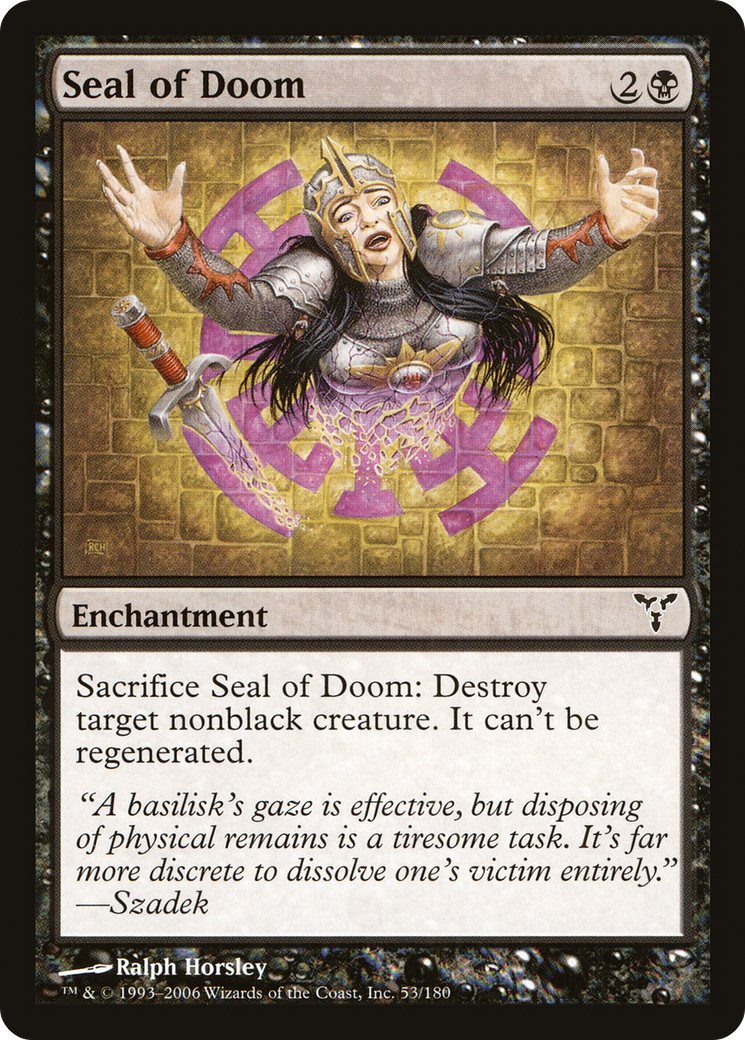 Seal of Doom 2
RCH
Enchantment
Sacrifice Seal of Doom: Destroy
target nonblack creature. It can't be
regenerated.
“A basilisk's gaze is effective, but disposing
of physical remains is a tiresome task. It's far
more discrete to dissolve one's victim entirely.”
—Szadek
Ralph Horsley
™ & © 1993–2006 Wizards of the Coast, Inc. 53/180